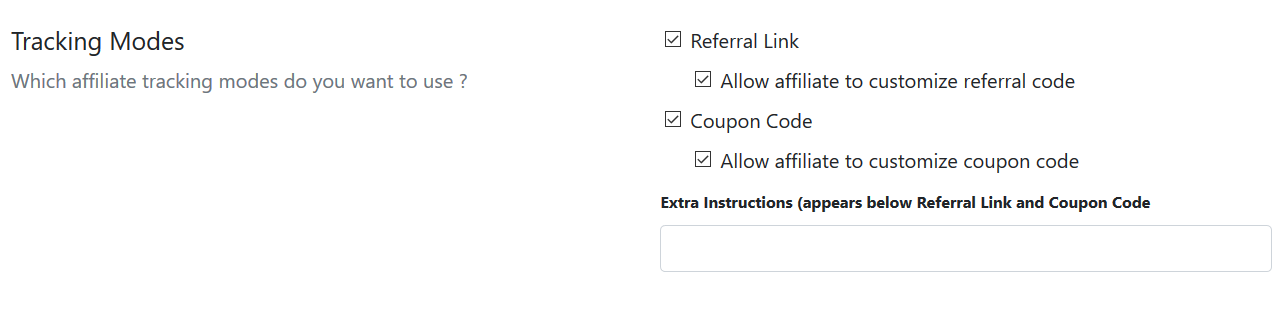 Tracking Modes
Which affiliate tracking modes do you want to use ?
Referral Link
Allow affiliate to customize referral code
Coupon Code
Allow affiliate to customize coupon code
Extra Instructions (appears below Referral Link and Coupon Code